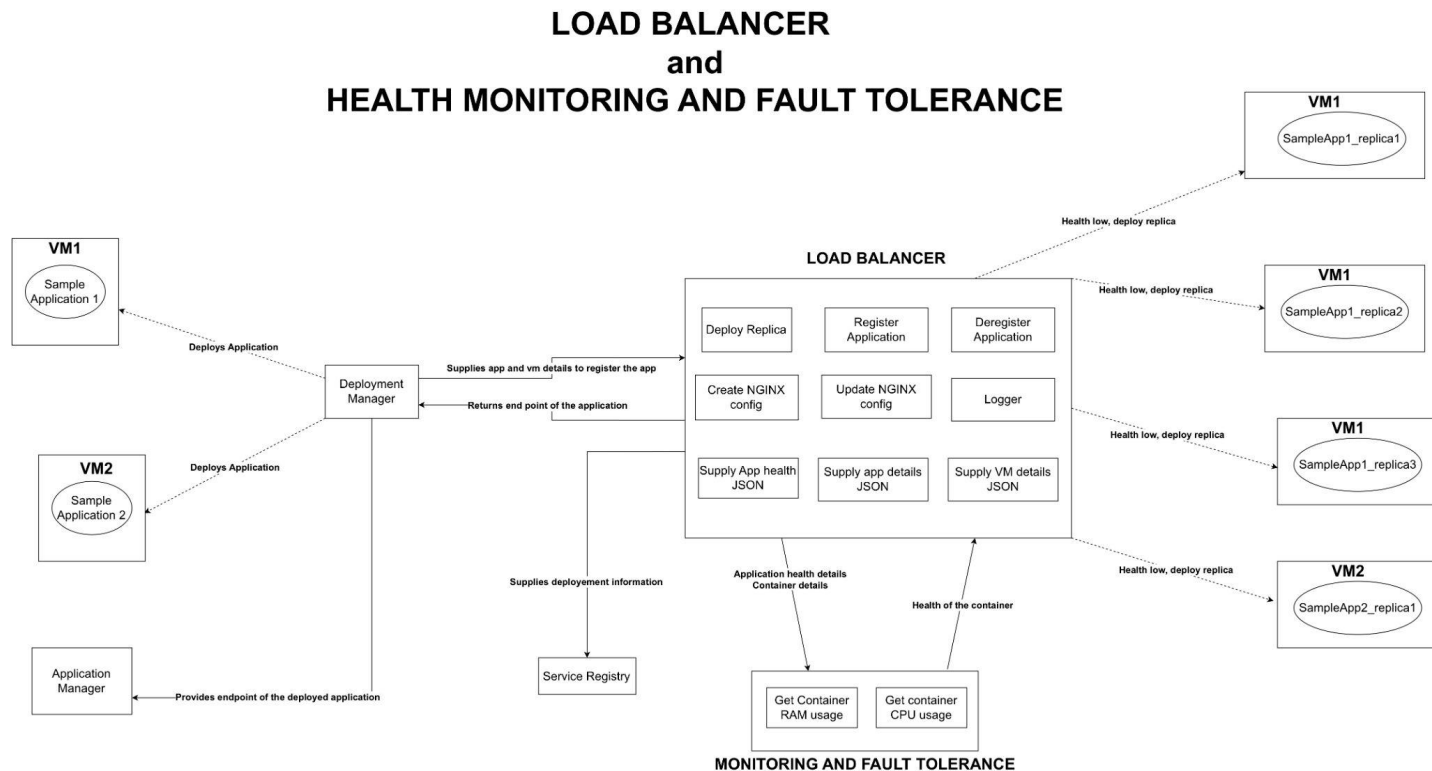 LOAD BALANCER
and
HEALTH MONITORING AND FAULT TOLERANCE
VM1
SampleApp1_replica1
Health low, deploy replica
VM1
Sample
Application 1
Deploys Application
LOAD BALANCER
VM1
SampleApp1_replica2
Health low, deploy replica
Deploy Replica
Register
Application
Deregister
Application
Supplies app and vm details to register the app
Deployment
Manager
Returns end point of the application
Create NGINX
config
Update NGINX
config
Logger
Health low, deploy replica
VM1
SampleApp1_replica3
Deploys Application
VM2
Sample
Application 2
Supply App health
JSON
Supply app details
JSON
Supply VM details
JSON
Supplies deployement information
Application health details
Container details
Health of the container
Health low, deploy replica
VM2
SampleApp2_replica1
Application
Manager
Provides endpoint of the deployed application
Service Registry
Get Container
RAM usage
Get container
CPU usage
MONITORING AND FAULT TOLERANCE